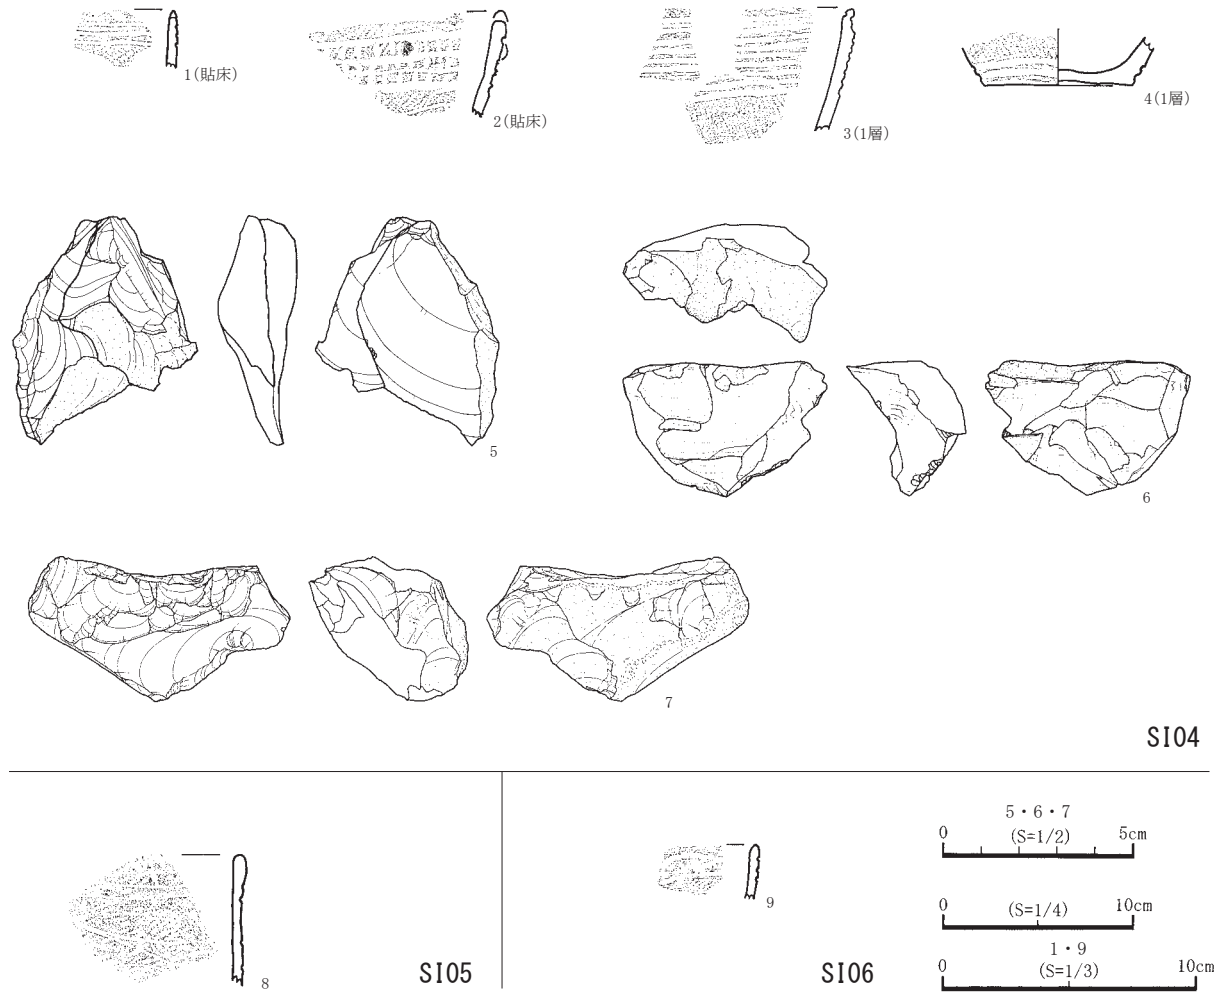 1(貼床)
2(貼床)
3(1層)
4(1層)
5
6
7
SI04
8
SI05
9
SI06
5・6・7
0 (S=1/2) 5cm
0 (S=1/4) 10cm
1・9
0 (S=1/3) 10cm